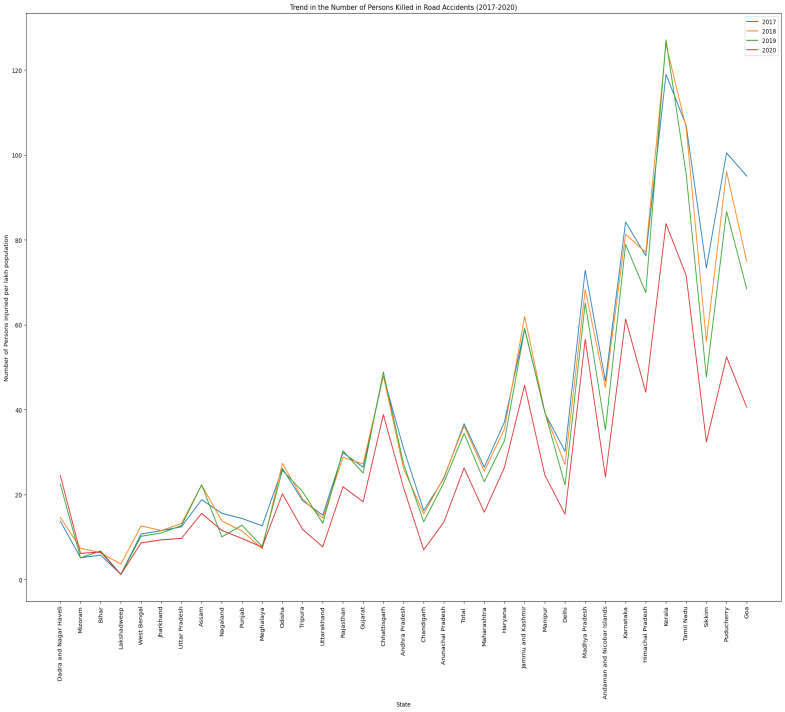 Trend in the Number of Persons Killed in Road Accidents (2017-2020)
2017
2018
2019
2020
Number of Persons injuried per lakh population
120
100
80
60
40
20
0
Dadra and Nagar Haveli
Mizoram
Bihar
Lakshadweep
West Bengal
Jharkhand
Uttar Pradesh
Assam
Nagaland
Punjab
Meghalaya
Odisha
Tripura
Uttarakhand
Rajasthan
Gujarat
Chhattisgarh
Andhra Pradesh
Chandigarh
Arunachal Pradesh
Total
Maharashtra
Haryana
Jammu and Kashmir
Manipur
Delhi
Madhya Pradesh
Andaman and Nicobar Islands
Karnataka
Himachal Pradesh
Kerala
Tamil Nadu
Sikkim
Puducherry
Goa
State